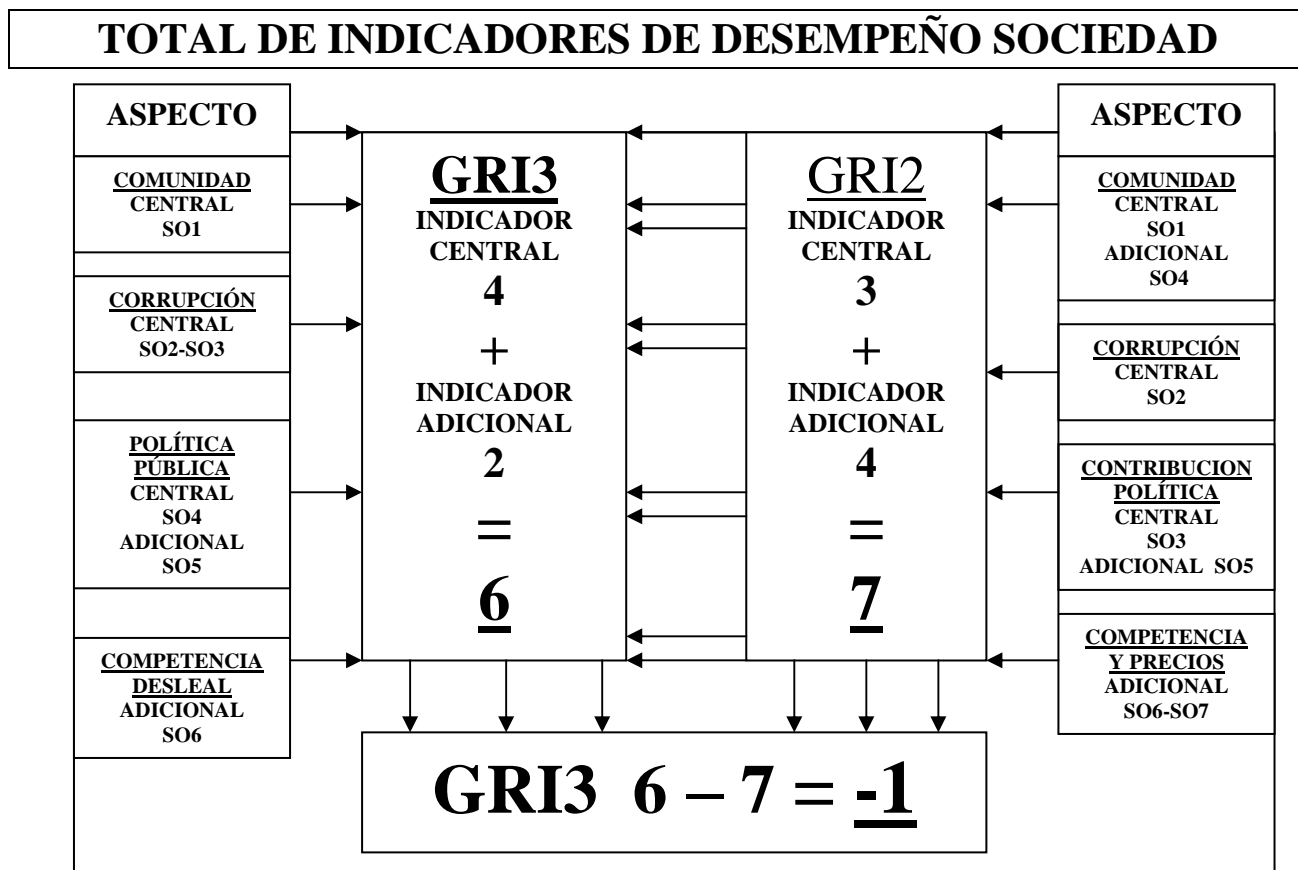 TOTAL DE INDICADORES DE DESEMPEÑO SOCIEDAD
ASPECTO
COMUNIDAD
CENTRAL
SO1
CORRUPCIÓN
CENTRAL
SO2-SO3
POLÍTICA
PÚBLICA
CENTRAL
SO4
ADICIONAL
SO5
COMPETENCIA
DESLEAL
ADICIONAL
SO6
GRI3
INDICADOR
CENTRAL
4
+
INDICADOR
ADICIONAL
2
=
6
GRI2
INDICADOR
CENTRAL
3
+
INDICADOR
ADICIONAL
4
=
7
ASPECTO
COMUNIDAD
CENTRAL
SO1
ADICIONAL
SO4
CORRUPCIÓN
CENTRAL
SO2
CONTRIBUCION
POLÍTICA
CENTRAL
SO3
ADICIONAL SO5
COMPETENCIA
Y PRECIOS
ADICIONAL
SO6-SO7
GRI3 6 – 7 = -1